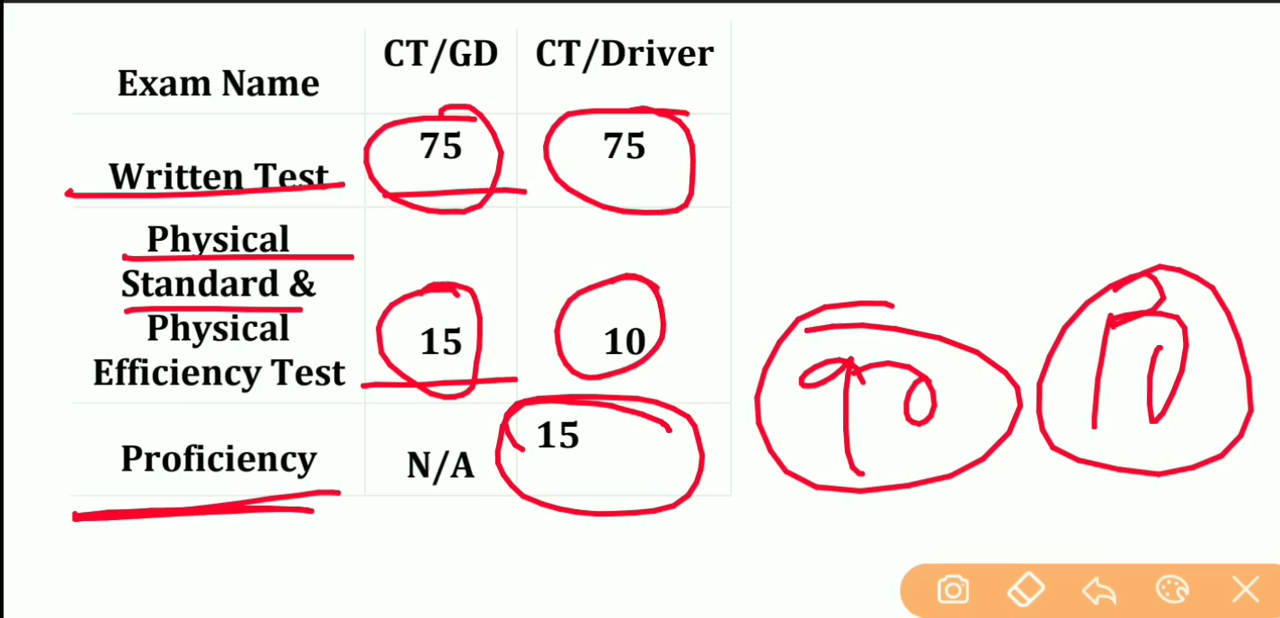 CT/GD CT/Driver
Exam Name
75 75
Written Test
Physical
Standard &
Physical
15 10
Efficiency Test
15
Proficiency N/A
90